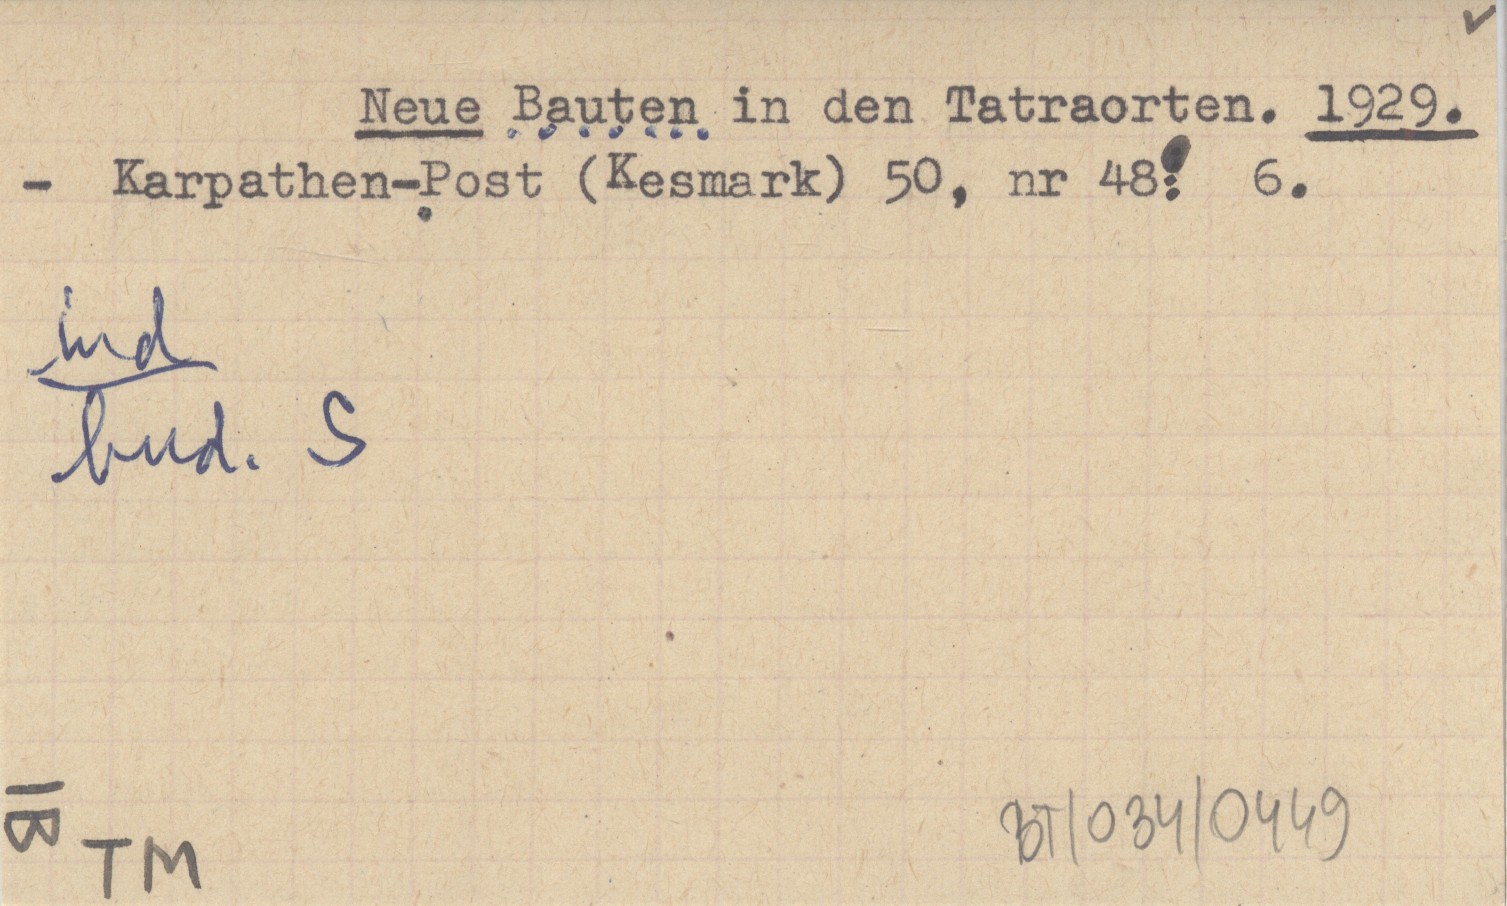 Neue Bauten in den Tatraorten. 1929.
- Karpathen-Post (Kesmark) 50, nr 48: 6.
ind
bud. S
IB
TM
BT/034/0449